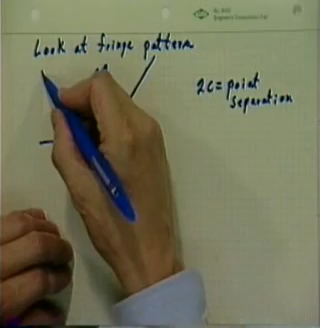 Look at fringe pattern
2C = point
separation